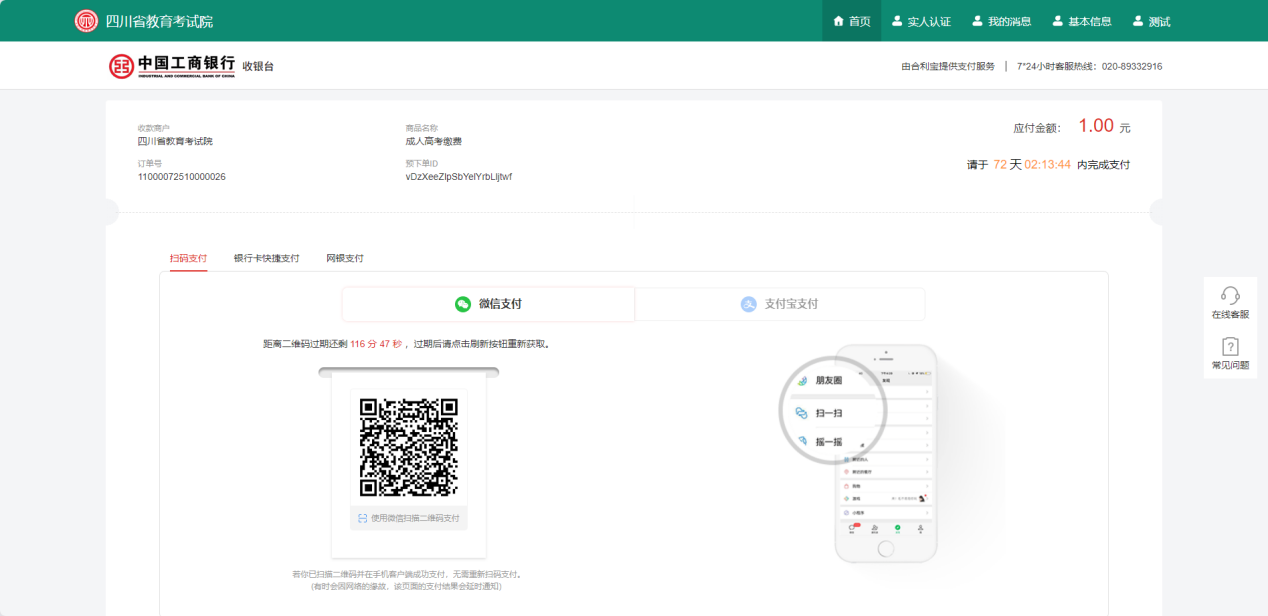 四川省教育考试院
首页
实人认证
我的消息
基本信息
测试
中国工商银行 收银台
INDUSTRIAL AND COMMERCIAL BANK OF CHINA
由合利宝提供支付服务 | 7*24小时客服热线：020-89332916
收款商户
四川省教育考试院
商品名称
成人高考缴费
应付金额： 1.00 元
订单号
11000072510000026
预下单ID
vDzXeeZIpSbYeIYrbLIjtwf
请于 72 天 02:13:44 内完成支付
扫码支付
银行卡快捷支付
网银支付
微信支付
支付宝支付
距离二维码过期还剩 116 分 47 秒，过期后请点击刷新按钮重新获取。
使用微信扫描二维码支付
若你已扫描二维码并在手机客户端成功支付，无需重新扫码支付。
(有时会因网络的缘故，该页面的支付结果会延时通知)
朋友圈
扫一扫
摇一摇
购物
游戏
小程序
在线客服
常见问题